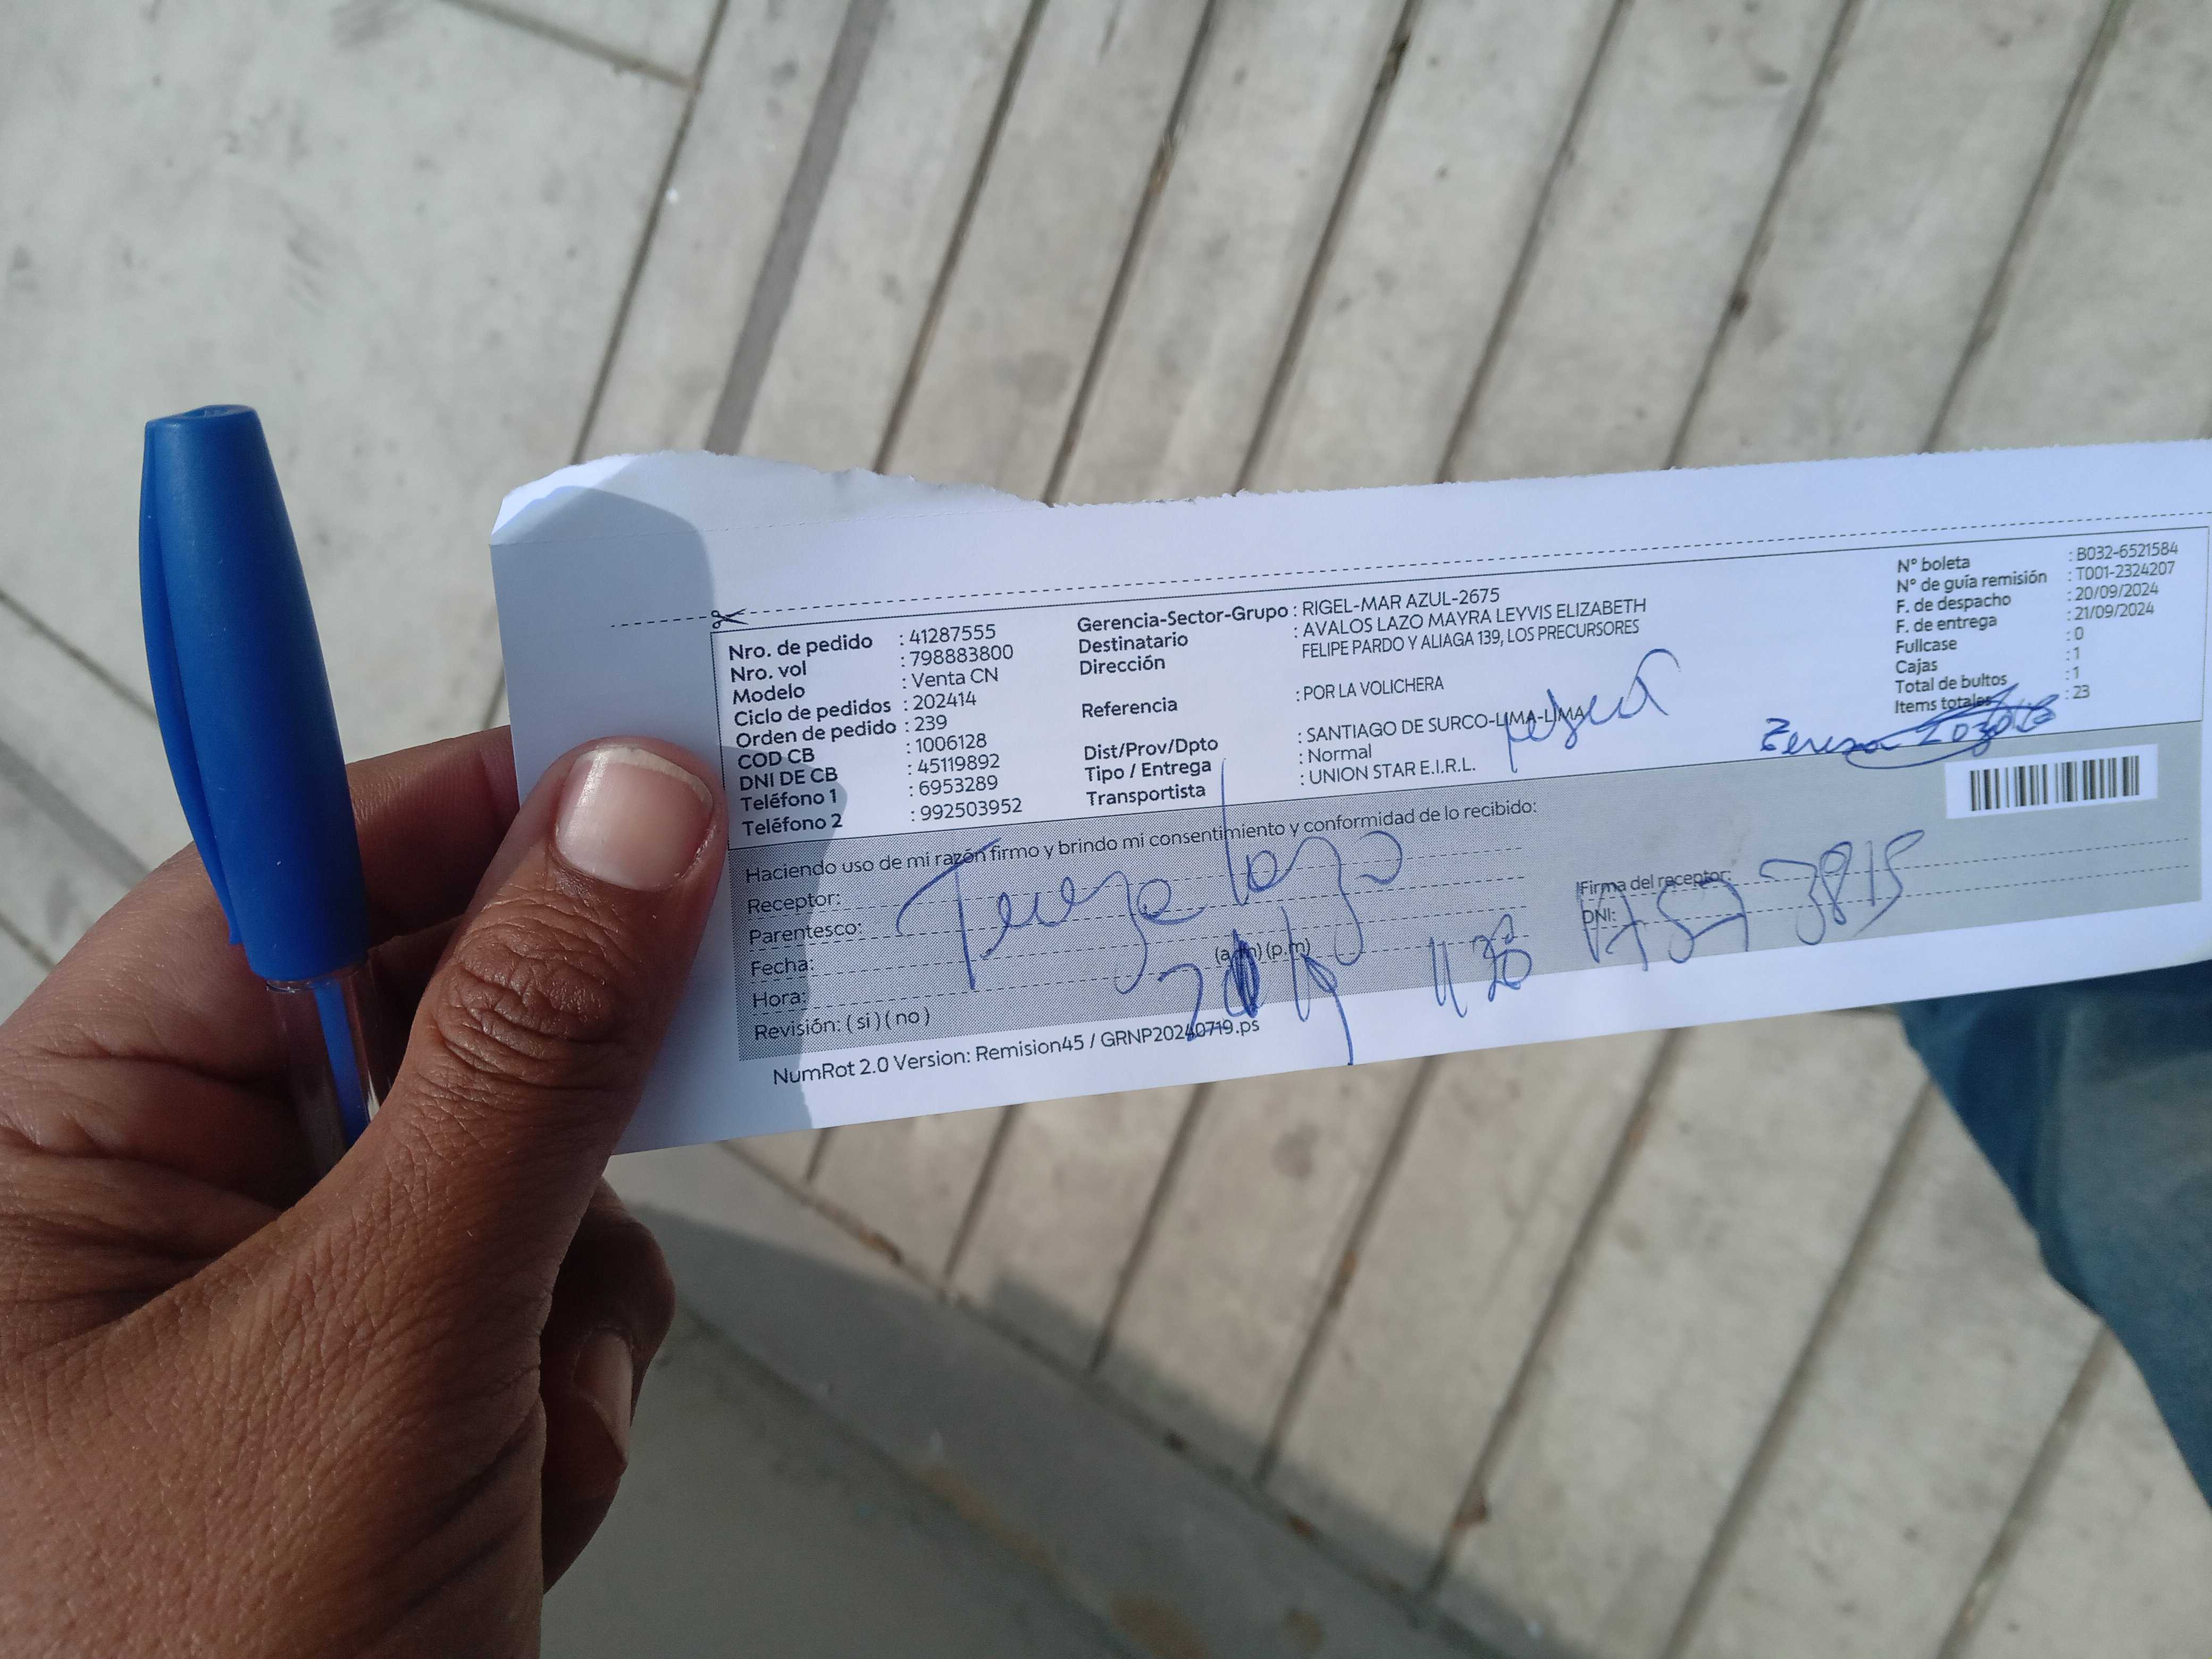 Nro. de pedido : 41287555
Nro. vol : 798883800
Modelo : Venta CN
Ciclo de pedidos : 202414
Orden de pedido : 239
COD CB : 1006128
DNI DE CB : 45119892
Teléfono 1 : 6953289
Teléfono 2 : 992503952
Gerencia-Sector-Grupo : RIGEL-MAR AZUL-2675
Destinatario : AVALOS LAZO MAYRA LEYVIS ELIZABETH
Dirección FELIPE PARDO Y ALIAGA 139, LOS PRECURSORES
Referencia : POR LA VOLICHERA
Dist/Prov/Dpto : SANTIAGO DE SURCO-LIMA-LIMA
Tipo / Entrega : Normal
Transportista : UNION STAR E.I.R.L.
N° boleta : B032-6521584
N° de guía remisión : T001-2324207
F. de despacho : 20/09/2024
F. de entrega : 21/09/2024
Fullcase : 0
Cajas : 1
Total de bultos : 1
Items totales : 23
Haciendo uso de mi razón firmo y brindo mi consentimiento y conformidad de lo recibido:
Receptor:
Parentesco: Tereza lozo
Fecha:
Hora: (a.m) (p.m)
Revisión: ( si ) ( no )
Firma del receptor:
DNI:
NumRot 2.0 Version: Remision45 / GRNP20240719.ps